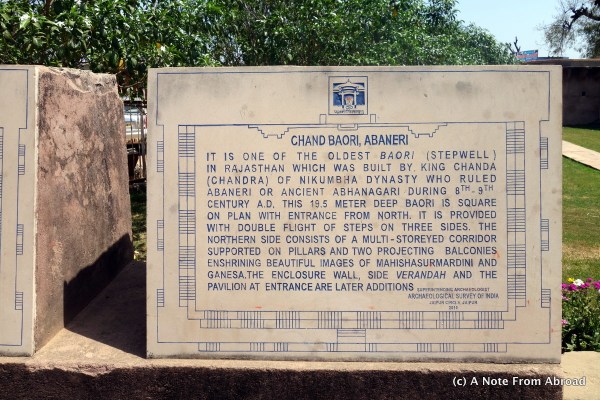 CHAND BAORI, ABANERI
IT IS ONE OF THE OLDEST BAORI (STEPWELL)
IN RAJASTHAN WHICH WAS BUILT BY KING CHANDA
(CHANDRA) OF NIKUMBHA DYNASTY WHO RULED
ABANERI OR ANCIENT ABHANAGARI DURING 8TH-9TH
CENTURY A.D. THIS 19.5 METER DEEP BAORI IS SQUARE
ON PLAN WITH ENTRANCE FROM NORTH. IT IS PROVIDED
WITH DOUBLE FLIGHT OF STEPS ON THREE SIDES. THE
NORTHERN SIDE CONSISTS OF A MULTI-STOREYED CORRIDOR
SUPPORTED ON PILLARS AND TWO PROJECTING BALCONIES
ENSHRINING BEAUTIFUL IMAGES OF MAHISHASURMARDINI AND
GANESA.THE ENCLOSURE WALL, SIDE VERANDAH AND THE
PAVILION AT ENTRANCE ARE LATER ADDITIONS
SUPERINTENDING ARCHAEOLOGIST
ARCHAEOLOGICAL SURVEY OF INDIA
JAIPUR CIRCLE, JAIPUR
(c) A Note From Abroad